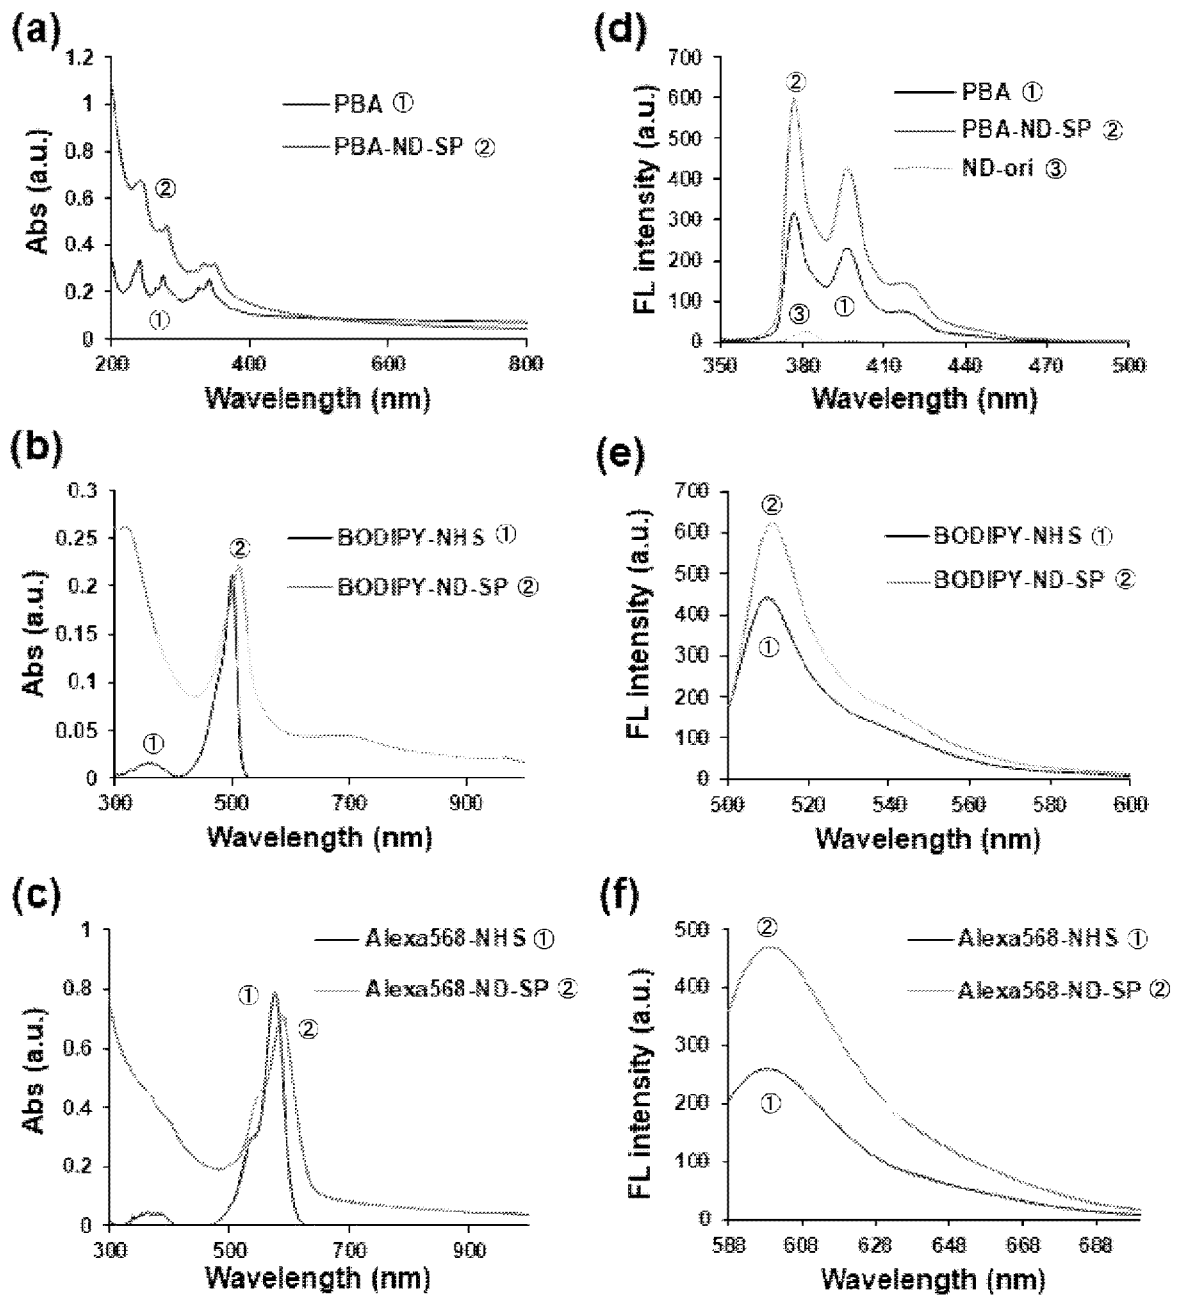 (a)
1.2
1
0.8
0.6
0.4
0.2
0
Abs (a.u.)
PBA ①
PBA-ND-SP ②
②
①
200 400 600 800
Wavelength (nm)
(d)
700
600
500
400
300
200
100
0
FL intensity (a.u.)
PBA ①
PBA-ND-SP ②
ND-ori ③
②
③
①
350 380 410 440 470 500
Wavelength (nm)
(b)
0.3
0.25
0.2
0.15
0.1
0.05
0
Abs (a.u.)
BODIPY-NHS ①
BODIPY-ND-SP ②
②
①
300 500 700 900
Wavelength (nm)
(e)
700
600
500
400
300
200
100
0
FL intensity (a.u.)
BODIPY-NHS ①
BODIPY-ND-SP ②
②
①
500 520 540 560 580 600
Wavelength (nm)
(c)
1
0.8
0.6
0.4
0.2
0
Abs (a.u.)
Alexa568-NHS ①
Alexa568-ND-SP ②
①
②
300 500 700 900
Wavelength (nm)
(f)
500
400
300
200
100
0
FL intensity (a.u.)
Alexa568-NHS ①
Alexa568-ND-SP ②
②
①
588 608 628 648 668 688
Wavelength (nm)